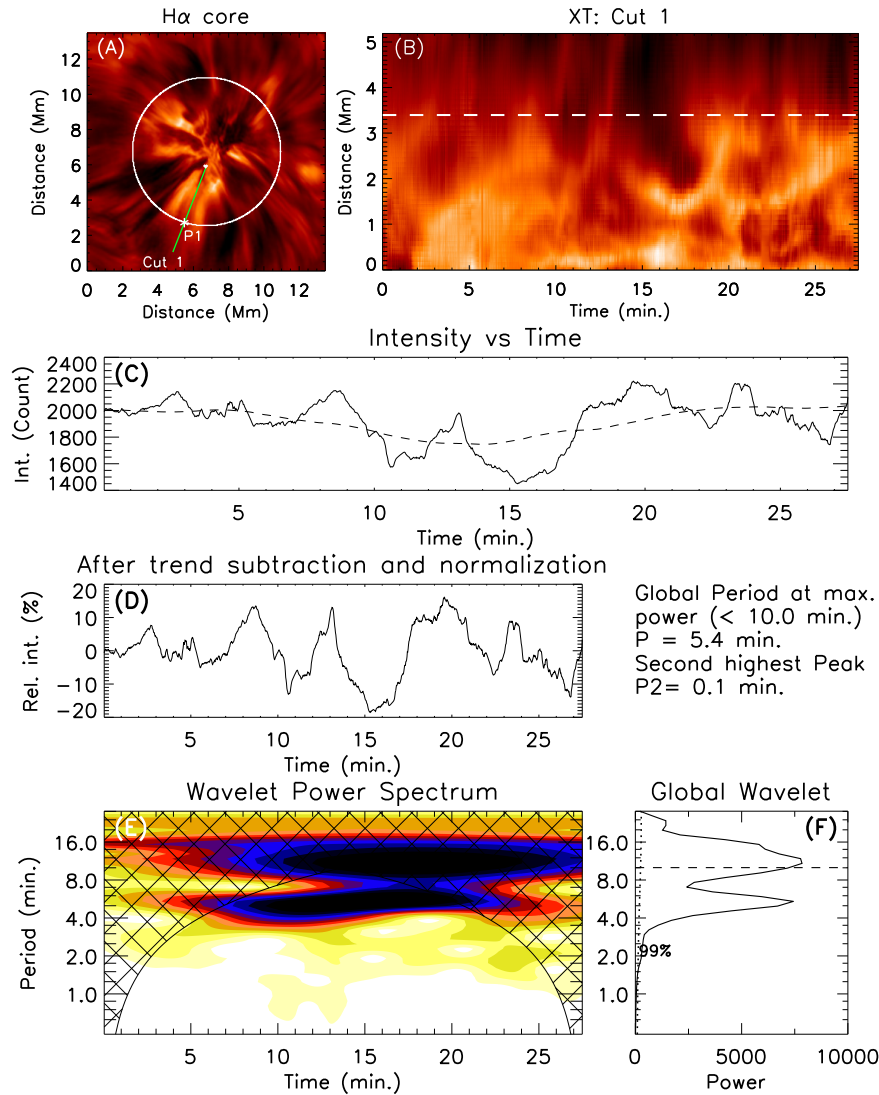 Hα core
(A)
Distance (Mm)
14
12
10
8
6
4
2
0
P1
Cut 1
0 2 4 6 8 10 12
Distance (Mm)
XT: Cut 1
(B)
Distance (Mm)
5
4
3
2
1
0
0 5 10 15 20 25
Time (min.)
Intensity vs Time
(C)
Int. (Count)
2400
2200
2000
1800
1600
1400
5 10 15 20 25
Time (min.)
After trend subtraction and normalization
(D)
Rel. int. (%)
20
10
0
−10
−20
5 10 15 20 25
Time (min.)
Global Period at max.
power (< 10.0 min.)
P = 5.4 min.
Second highest Peak
P2= 0.1 min.
Wavelet Power Spectrum
(E)
Period (min.)
16.0
8.0
4.0
2.0
1.0
5 10 15 20 25
Time (min.)
Global Wavelet
(F)
16.0
8.0
4.0
2.0
1.0
99%
0 5000 10000
Power